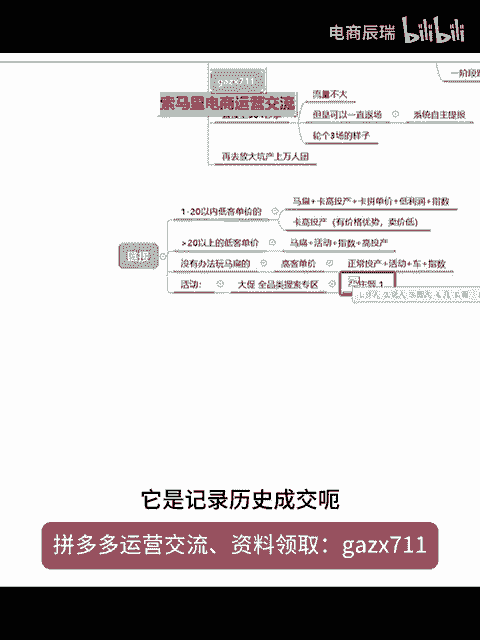 电商辰瑞 bilibili
gazx711
索马里电商运营交流
一阶段
流量不大
但是可以一直返场
系统自主提报
轮个3场的样子
再去放大坑产上万人团
1-20以内低客单价的
马扁+卡高投产+卡拼单价+低利润+指数
卡高投产（有价格优势，卖价低）
>20以上的低客单价
马扁+活动+指数+高投产
没有办法玩马扁的
高客单价
正常投产+活动+车+指数
活动：
大促 全品类搜索专区
它是记录历史成交呃
拼多多运营交流、资料领取：gazx711